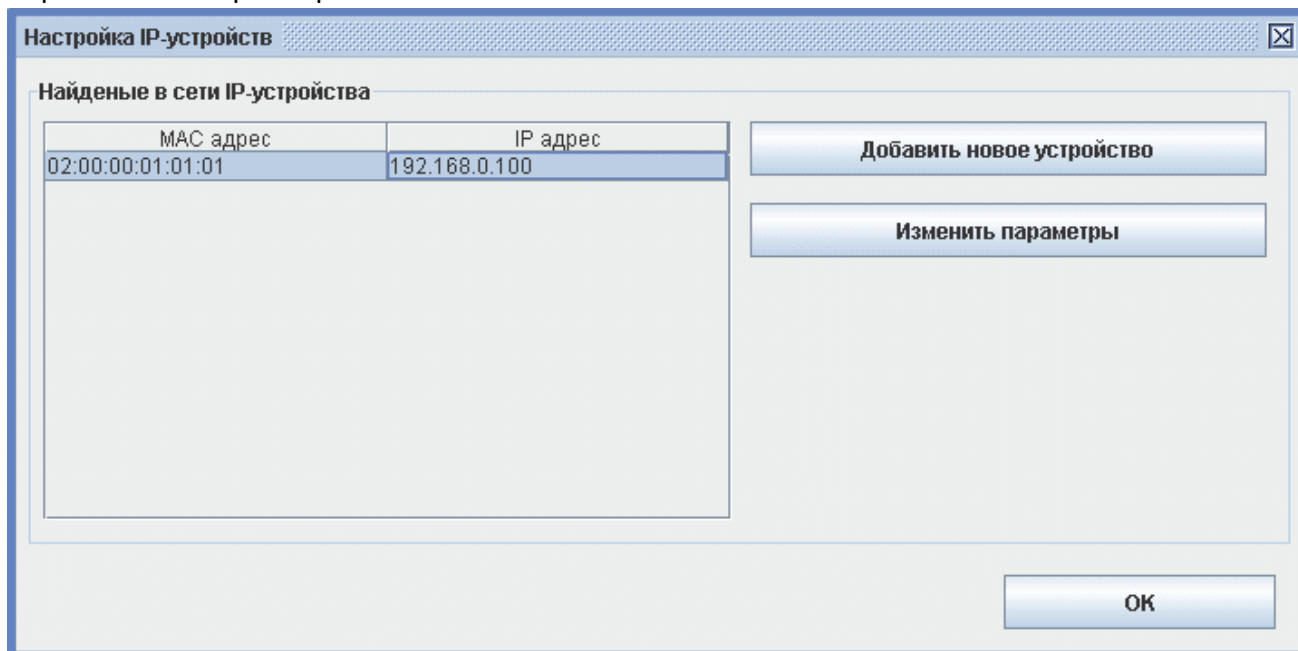 Настройка IP-устройств
Найденые в сети IP-устройства
MAC адрес IP адрес
02:00:00:01:01:01 192.168.0.100
Добавить новое устройство
Изменить параметры
OK